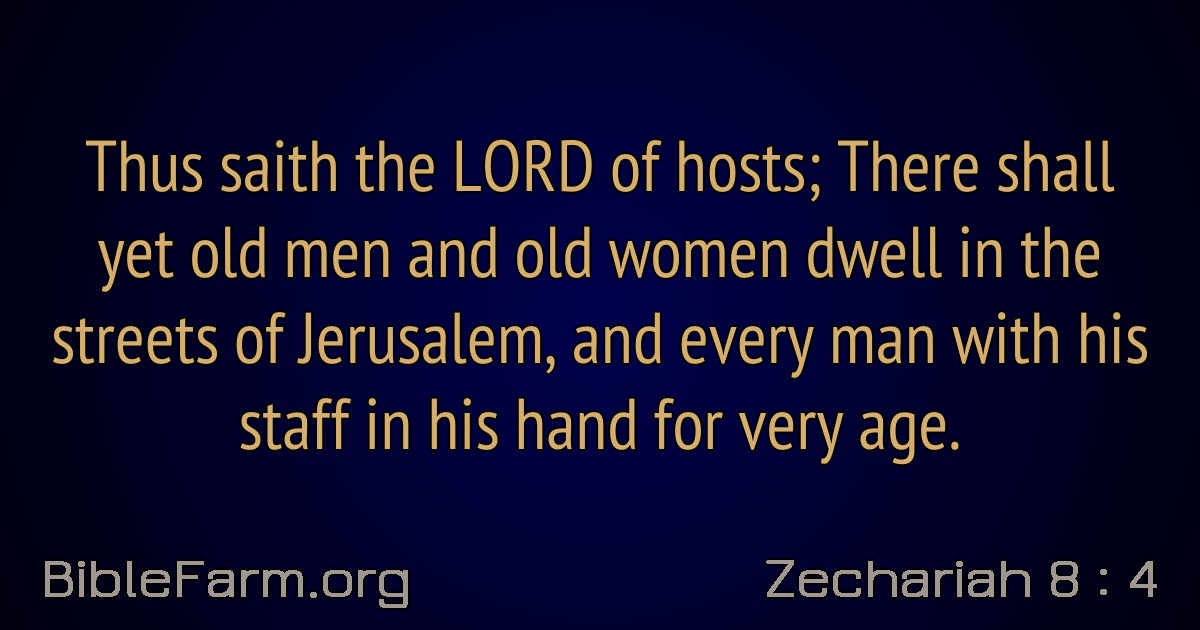 Thus saith the LORD of hosts; There shall
yet old men and old women dwell in the
streets of Jerusalem, and every man with his
staff in his hand for very age.
BibleFarm.org
Zechariah 8 : 4